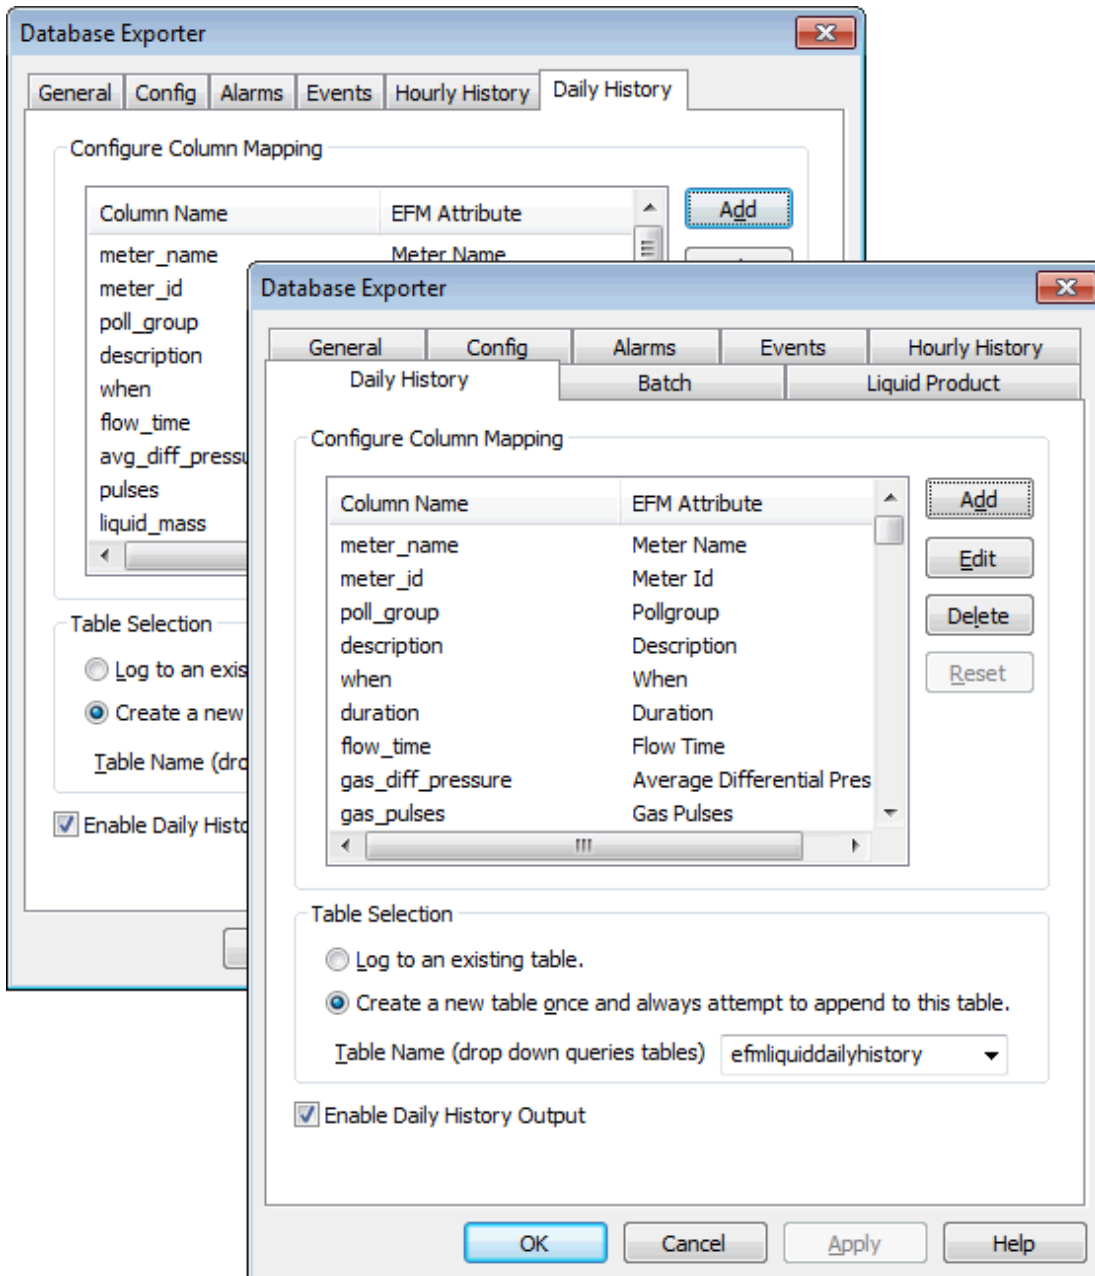 Database Exporter
General Config Alarms Events Hourly History Daily History
Configure Column Mapping
Column Name EFM Attribute
Add
meter_name Meter Name
meter_id
poll_group
description
when
flow_time
avg_diff_pressu
pulses
liquid_mass
Table Selection
Log to an exis
Create a new
Table Name (dro
Enable Daily Histo
Database Exporter
General Config Alarms Events Hourly History
Daily History Batch Liquid Product
Configure Column Mapping
Column Name EFM Attribute
Add
meter_name Meter Name
Edit
meter_id Meter Id
poll_group Pollgroup
Delete
description Description
when When
Reset
duration Duration
flow_time Flow Time
gas_diff_pressure Average Differential Pres
gas_pulses Gas Pulses
Table Selection
Log to an existing table.
Create a new table once and always attempt to append to this table.
Table Name (drop down queries tables) efmliquiddailyhistory
Enable Daily History Output
OK Cancel Apply Help